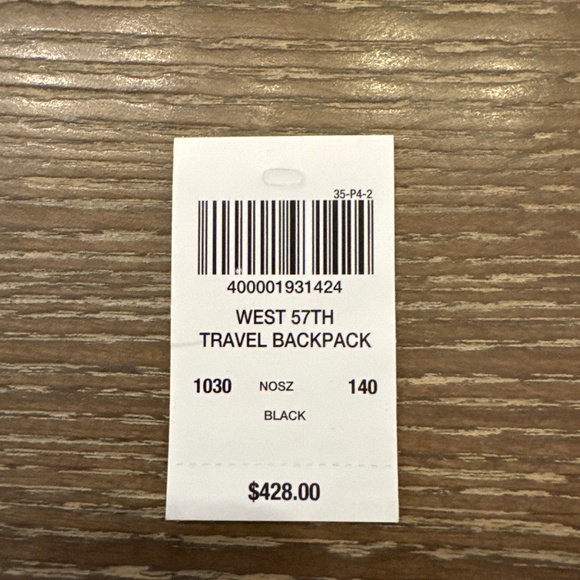 35-P4-2
400001931424
WEST 57TH
TRAVEL BACKPACK
1030 NOSZ 140
BLACK
$428.00